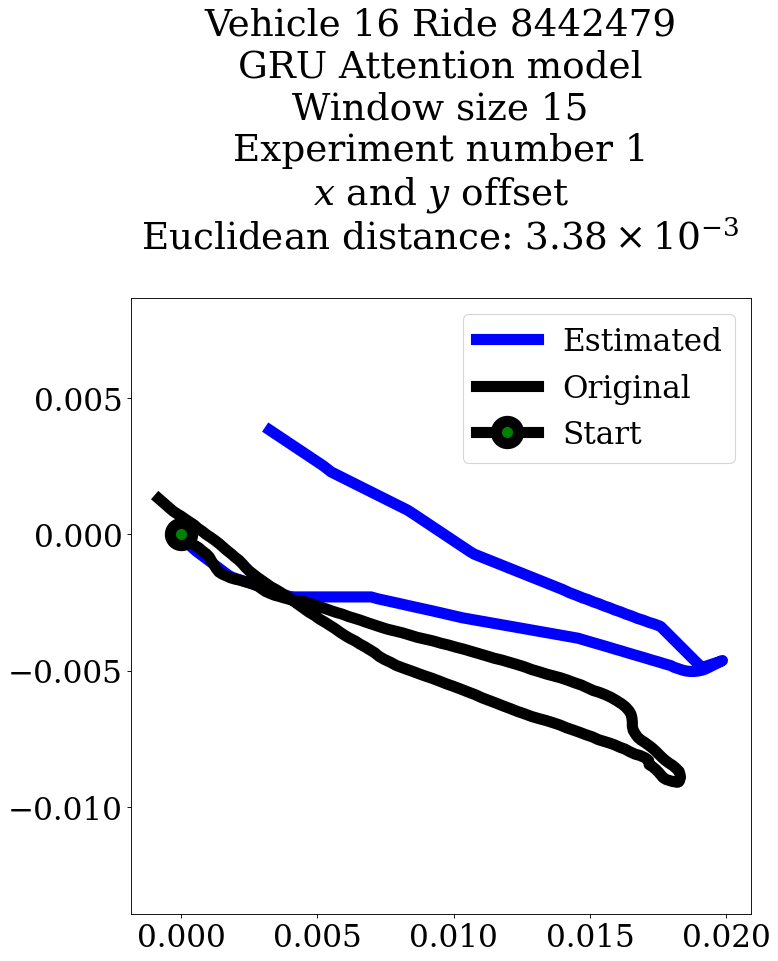 Vehicle 16 Ride 8442479
GRU Attention model
Window size 15
Experiment number 1
x and y offset
Euclidean distance: 3.38 × 10⁻³
Estimated
Original
Start
0.005
0.000
−0.005
−0.010
0.000 0.005 0.010 0.015 0.020